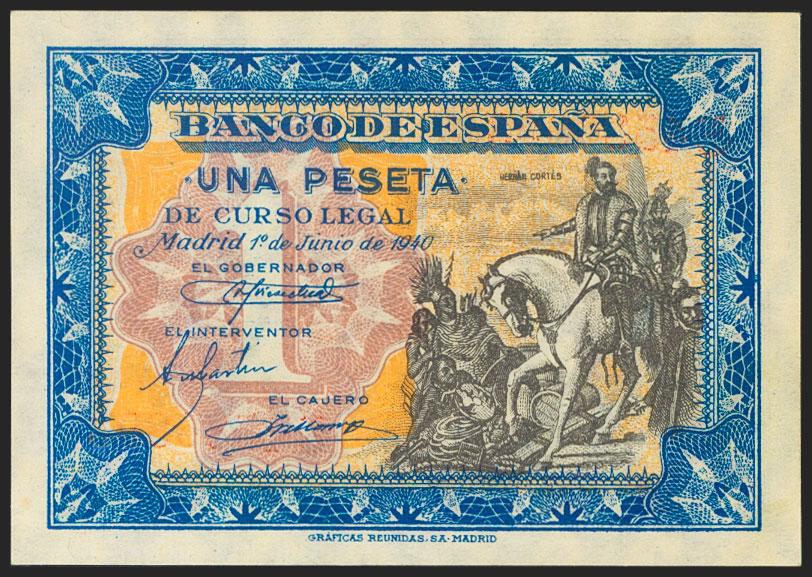 BANCO DE ESPAÑA
·UNA PESETA·
HERNÁN CORTÉS
DE CURSO LEGAL
Madrid 1º de Junio de 1940
EL GOBERNADOR
EL INTERVENTOR
EL CAJERO
1
GRÁFICAS REUNIDAS, S.A. MADRID